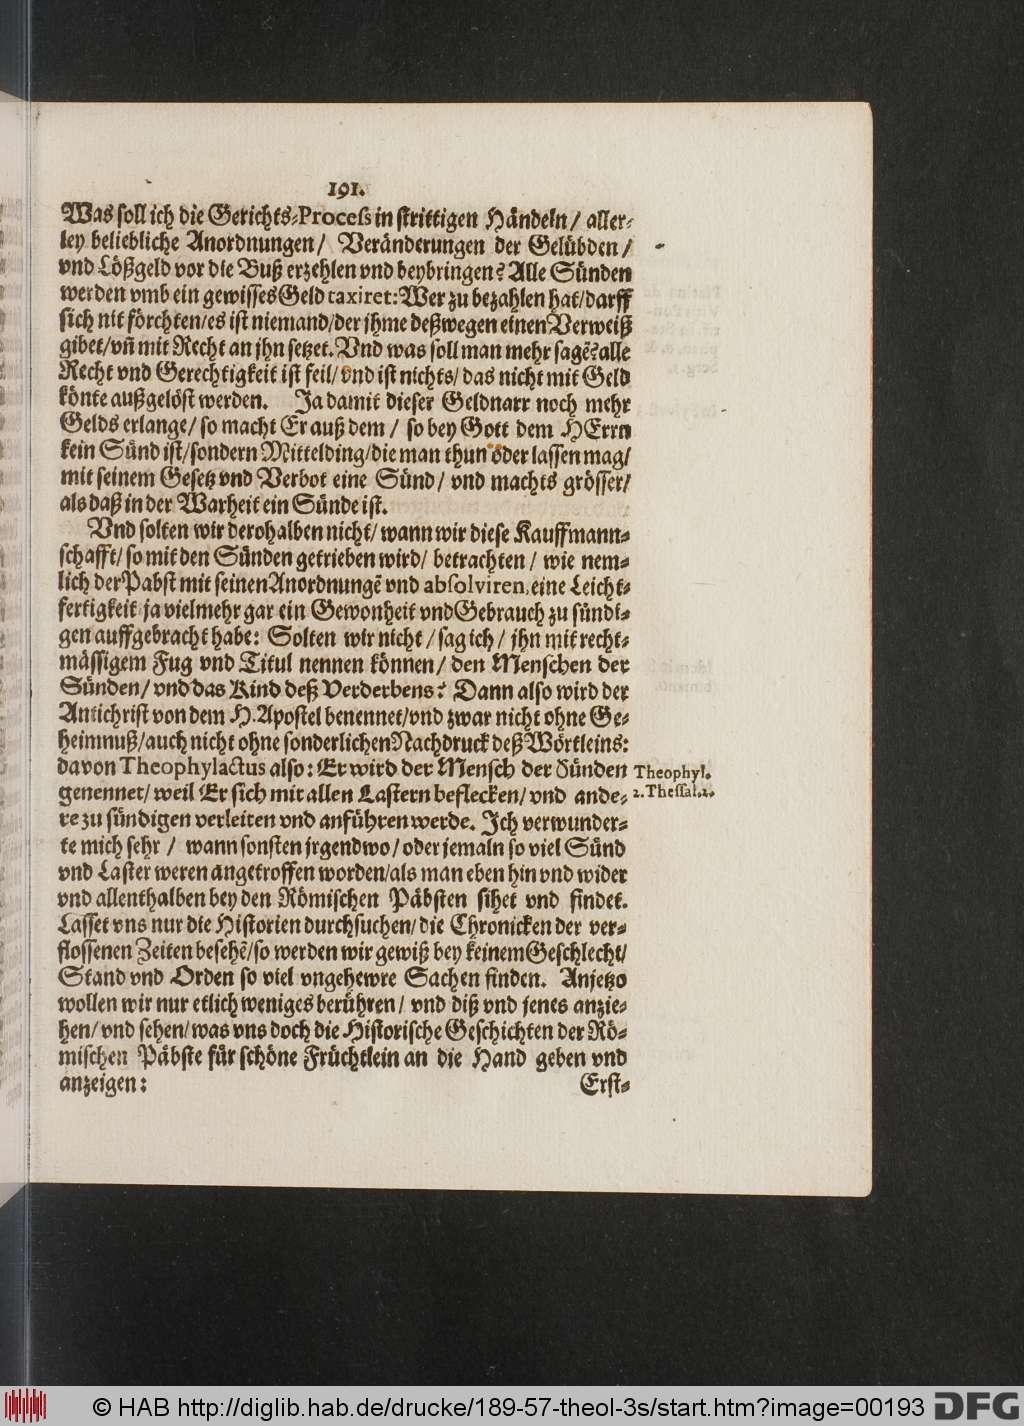 191.
Was soll ich die Gerichts-Proceß in strittigen Händeln/ aller-
ley beliebliche Anordnungen/ Veränderungen der Gelübden/
vnd Lößgeld vor die Buß erzehlen vnd beybringen? Alle Sünden
werden vmb ein gewisses Geld taxiret: Wer zu bezahlen hat/ darff
sich nit förchten/ es ist niemand/ der ihme deßwegen einen Verweiß
gibet/ vñ mit Recht an jhn setzet. Vnd was soll man mehr sagẽ? alle
Recht vnd Gerechtigkeit ist feil/ vnd ist nichts/ das nicht mit Geld
könte außgelöst werden. Ja damit dieser Geldnarr noch mehr
Gelds erlange/ so macht Er auß dem/ so bey Gott dem HErrn
kein Sünd ist/ sondern Mittelding/ die man thun oder lassen mag/
mit seinem Gesetz vnd Verbot eine Sünd/ vnd machts grösser/
als daß in der Warheit ein Sünde ist.
Vnd solten wir derohalben nicht/ wann wir diese Kauffmann-
schafft/ so mit den Sünden getrieben wird/ betrachten/ wie nem-
lich der Pabst mit seinen Anordnungẽ vnd absolviren, eine Leicht-
fertigkeit/ ja vielmehr gar ein Gewonheit vnd Gebrauch zu sündi-
gen auffgebracht habe: Solten wir nicht/ sag ich/ jhn mit recht-
mässigem Fug vnd Titul nennen können/ den Menschen der
Sünden/ vnd das Kind deß Verderbens? Dann also wird der
Antichrist von dem H. Apostel benennet/ vnd zwar nicht ohne Ge-
heimnuß/ auch nicht ohne sonderlichen Nachdruck deß Wörtleins:
davon Theophylactus also: Er wird der Mensch der Sünden
genennet/ weil Er sich mit allen Lastern beflecken/ vnd ande-
re zu sündigen verleiten vnd anführen werde. Ich verwunder-
te mich sehr/ wann sonsten jrgendwo/ oder jemaln so viel Sünd
vnd Laster weren angetroffen worden/ als man eben hin vnd wider
vnd allenthalben bey den Römischen Päbsten sihet vnd findet.
Lasset vns nur die Historien durchsuchen/ die Chronicken der ver-
flossenen Zeiten besehẽ/ so werden wir gewiß bey keinem Geschlecht/
Stand vnd Orden so viel vngehewre Sachen finden. Anjetzo
wollen wir nur etlich weniges berühren/ vnd diß vnd jenes anzie-
hen/ vnd sehen/ was vns doch die Historische Geschichten der Rö-
mischen Päbste für schöne Früchtlein an die Hand geben vnd
anzeigen:
Erst-
Theophyl.
2. Thessal. 2.
© HAB http://diglib.hab.de/drucke/189-57-theol-3s/start.htm?image=00193
DFG